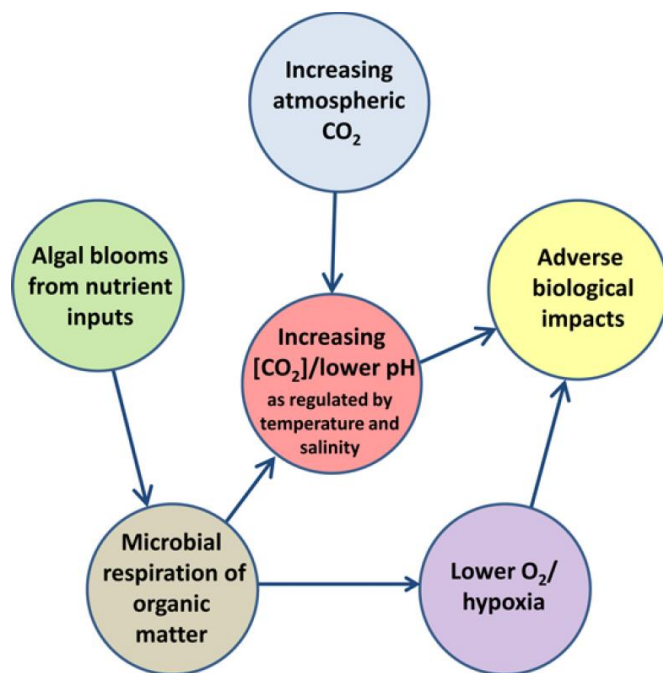 Increasing
atmospheric
CO₂
Algal blooms
from nutrient
inputs
Adverse
biological
impacts
Increasing
[CO₂]/lower pH
as regulated by
temperature and
salinity
Microbial
respiration of
organic
matter
Lower O₂/
hypoxia